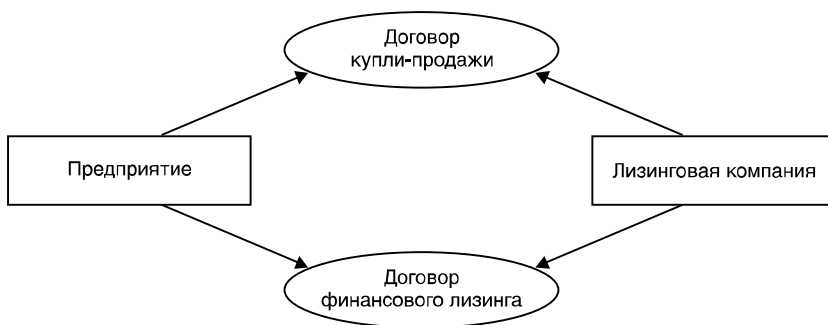 Договор
купли-продажи
Предприятие
Лизинговая компания
Договор
финансового лизинга